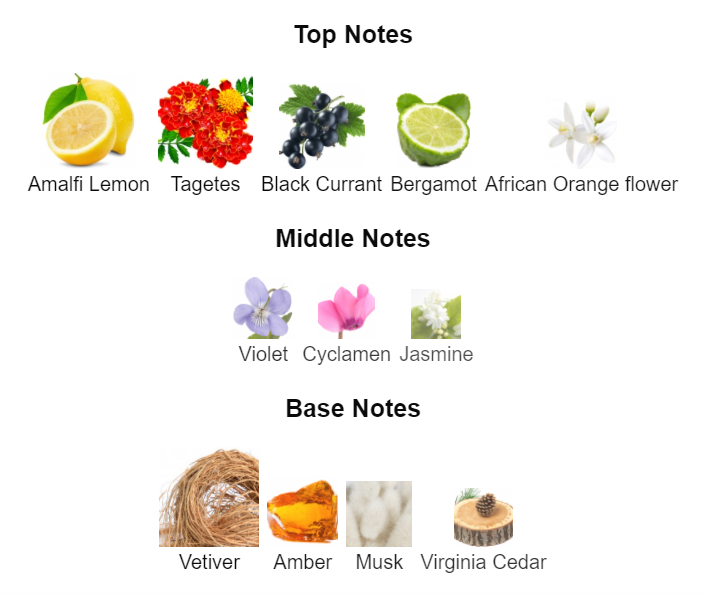 Top Notes
Amalfi Lemon Tagetes Black Currant Bergamot African Orange flower
Middle Notes
Violet Cyclamen Jasmine
Base Notes
Vetiver Amber Musk Virginia Cedar